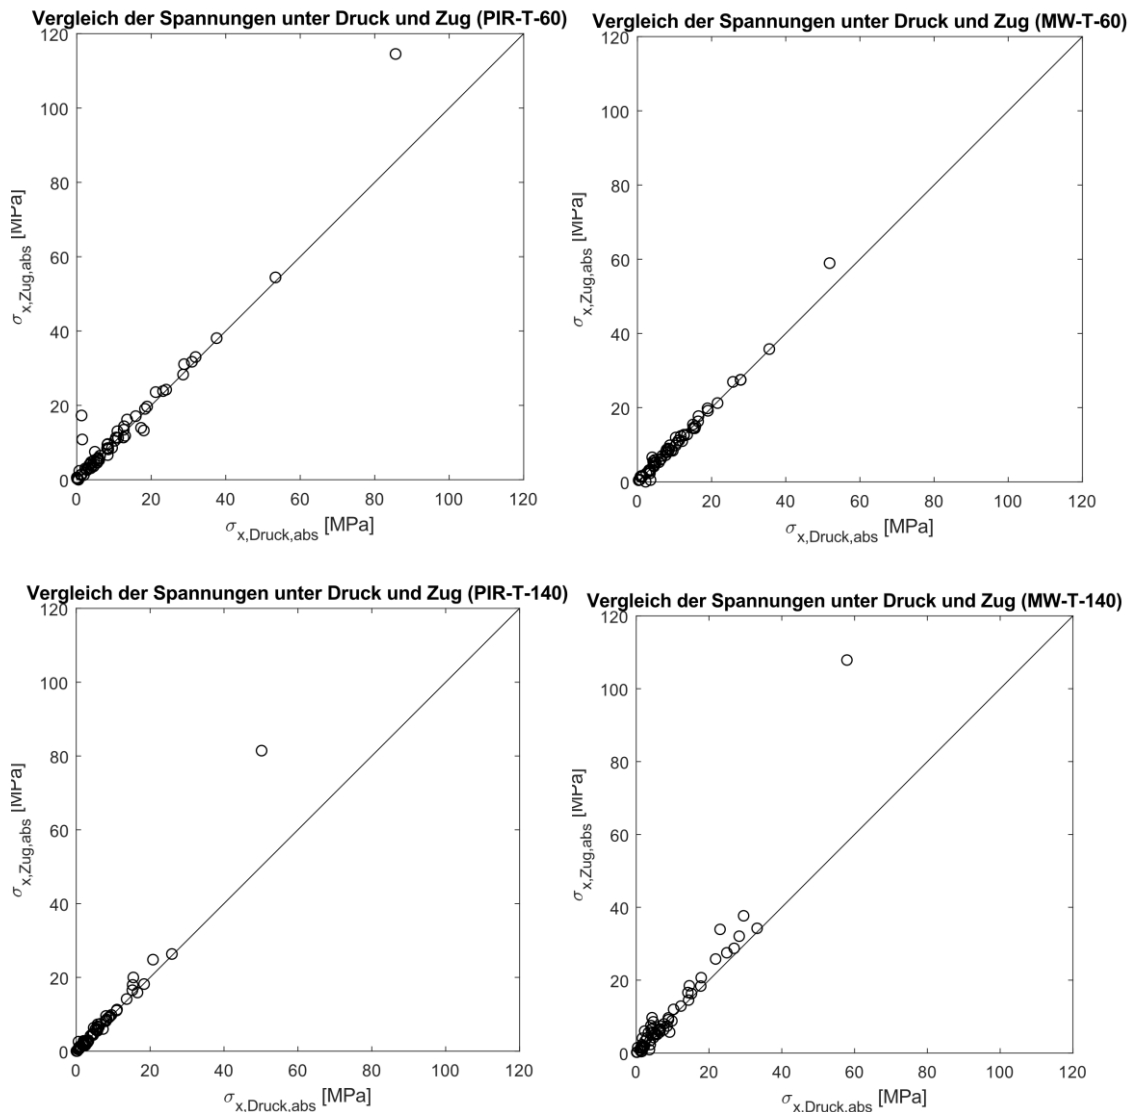 Vergleich der Spannungen unter Druck und Zug (PIR-T-60)
120
100
80
60
40
20
0
σx,Zug,abs [MPa]
0 20 40 60 80 100 120
σx,Druck,abs [MPa]
Vergleich der Spannungen unter Druck und Zug (MW-T-60)
120
100
80
60
40
20
0
σx,Zug,abs [MPa]
0 20 40 60 80 100 120
σx,Druck,abs [MPa]
Vergleich der Spannungen unter Druck und Zug (PIR-T-140)
120
100
80
60
40
20
0
σx,Zug,abs [MPa]
0 20 40 60 80 100 120
σx,Druck,abs [MPa]
Vergleich der Spannungen unter Druck und Zug (MW-T-140)
120
100
80
60
40
20
0
σx,Zug,abs [MPa]
0 20 40 60 80 100 120
σx,Druck,abs [MPa]